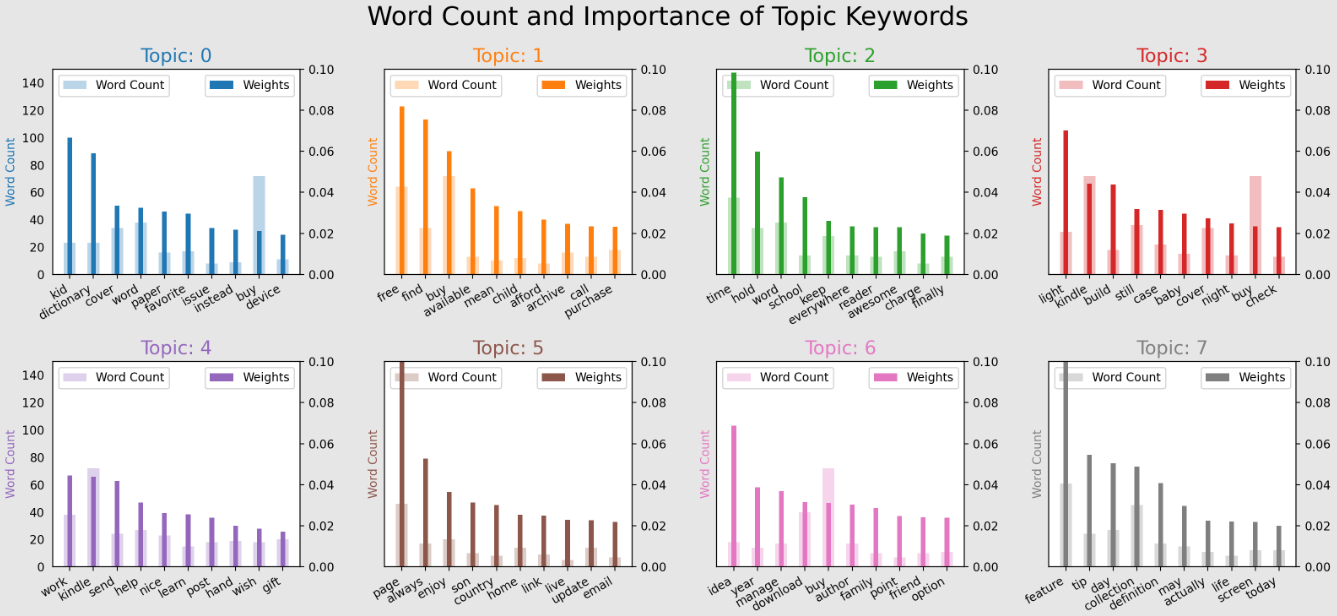 Word Count and Importance of Topic Keywords
Topic: 0
Topic: 1
Topic: 2
Topic: 3
Word Count Weights
Word Count Weights
Word Count Weights
Word Count Weights
Word Count
0 20 40 60 80 100 120 140
0.00 0.02 0.04 0.06 0.08 0.10
kid dictionary cover word paper favorite issue instead buy device
Word Count
0.00 0.02 0.04 0.06 0.08 0.10
free find buy available mean child afford archive call purchase
Word Count
0.00 0.02 0.04 0.06 0.08 0.10
time hold word school keep everywhere reader awesome charge finally
Word Count
0.00 0.02 0.04 0.06 0.08 0.10
light kindle build still case baby cover night buy check
Topic: 4
Topic: 5
Topic: 6
Topic: 7
Word Count Weights
Word Count Weights
Word Count Weights
Word Count Weights
Word Count
0 20 40 60 80 100 120 140
0.00 0.02 0.04 0.06 0.08 0.10
work kindle send help nice learn post hand wish gift
Word Count
0.00 0.02 0.04 0.06 0.08 0.10
page always enjoy son country home link live update email
Word Count
0.00 0.02 0.04 0.06 0.08 0.10
idea year manage download buy author family point friend option
Word Count
0.00 0.02 0.04 0.06 0.08 0.10
feature tip day collection definition may actually life screen today